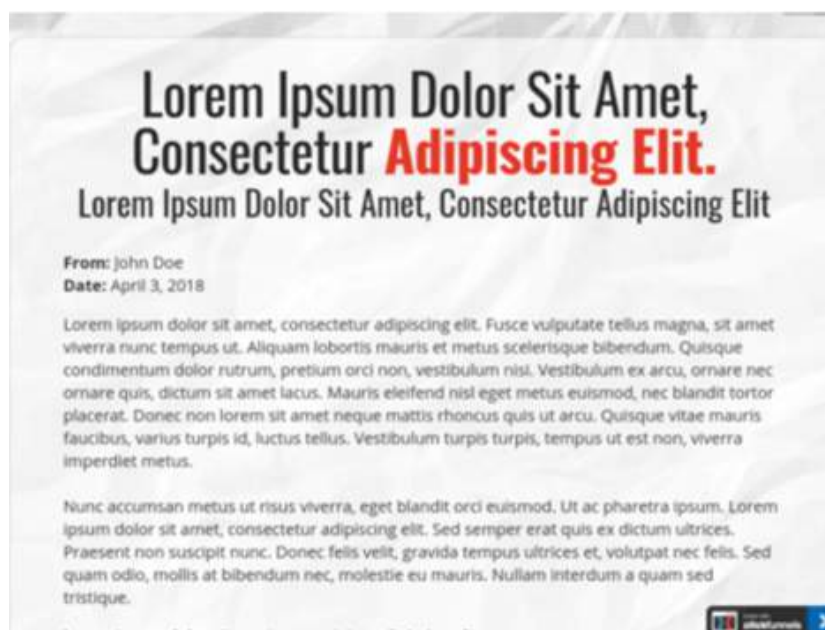 Lorem Ipsum Dolor Sit Amet,
Consectetur Adipiscing Elit.
Lorem Ipsum Dolor Sit Amet, Consectetur Adipiscing Elit
From: John Doe
Date: April 3, 2018
Lorem ipsum dolor sit amet, consectetur adipiscing elit. Fusce vulputate tellus magna, sit amet
viverra nunc tempus ut. Aliquam lobortis mauris et metus scelerisque bibendum. Quisque
condimentum dolor rutrum, pretium orci non, vestibulum nisi. Vestibulum ex arcu, ornare nec
ornare quis, dictum sit amet lacus. Mauris eleifend nisl eget metus euismod, nec blandit tortor
placerat. Donec non lorem sit amet neque mattis rhoncus quis ut arcu. Quisque vitae mauris
faucibus, varius turpis id, luctus tellus. Vestibulum turpis turpis, tempus ut est non, viverra
imperdiet metus.
Nunc accumsan metus ut risus viverra, eget blandit orci euismod. Ut ac pharetra ipsum. Lorem
ipsum dolor sit amet, consectetur adipiscing elit. Sed semper erat quis ex dictum ultrices.
Praesent non suscipit nunc. Donec felis velit, gravida tempus ultrices et, volutpat nec felis. Sed
quam odio, mollis at bibendum nec, molestie eu mauris. Nullam interdum a quam sed
tristique.
clickfunnels